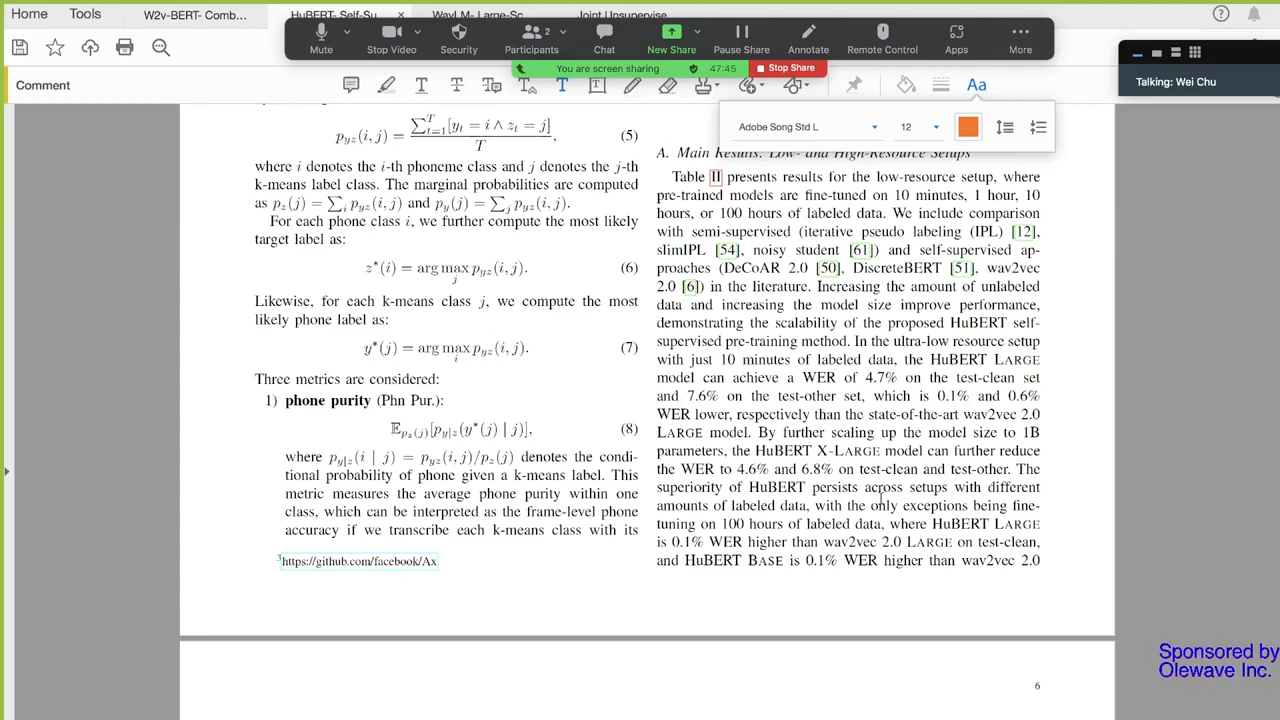 Home
Tools
W2v-BERT- Comb...
HuBERT- Self-Su...
×
WavLM- Large-Sc...
Joint Unsupervise...
Mute
Stop Video
Security
2
Participants
Chat
New Share
Pause Share
Annotate
Remote Control
Apps
More
You are screen sharing
47:45
Stop Share
Talking: Wei Chu
Comment
Aa
Adobe Song Std L
12
p_yz(i, j) = ∑_{t=1}^{T}[y_t = i ∧ z_t = j] / T, (5)
where i denotes the i-th phoneme class and j denotes the j-th
k-means label class. The marginal probabilities are computed
as p_z(j) = ∑_i p_yz(i, j) and p_y(j) = ∑_j p_yz(i, j).
For each phone class i, we further compute the most likely
target label as:
z*(i) = arg max_j p_yz(i, j). (6)
Likewise, for each k-means class j, we compute the most
likely phone label as:
y*(j) = arg max_i p_yz(i, j). (7)
Three metrics are considered:
1) phone purity (Phn Pur.):
𝔼_{p_z(j)}[p_{y|z}(y*(j) | j)], (8)
where p_{y|z}(i | j) = p_yz(i, j)/p_z(j) denotes the condi-
tional probability of phone given a k-means label. This
metric measures the average phone purity within one
class, which can be interpreted as the frame-level phone
accuracy if we transcribe each k-means class with its
3 https://github.com/facebook/Ax
A. Main Results: Low- and High-Resource Setups
Table II presents results for the low-resource setup, where
pre-trained models are fine-tuned on 10 minutes, 1 hour, 10
hours, or 100 hours of labeled data. We include comparison
with semi-supervised (iterative pseudo labeling (IPL) [12],
slimIPL [54], noisy student [61]) and self-supervised ap-
proaches (DeCoAR 2.0 [50], DiscreteBERT [51], wav2vec
2.0 [6]) in the literature. Increasing the amount of unlabeled
data and increasing the model size improve performance,
demonstrating the scalability of the proposed HuBERT self-
supervised pre-training method. In the ultra-low resource setup
with just 10 minutes of labeled data, the HuBERT LARGE
model can achieve a WER of 4.7% on the test-clean set
and 7.6% on the test-other set, which is 0.1% and 0.6%
WER lower, respectively than the state-of-the-art wav2vec 2.0
LARGE model. By further scaling up the model size to 1B
parameters, the HuBERT X-LARGE model can further reduce
the WER to 4.6% and 6.8% on test-clean and test-other. The
superiority of HuBERT persists across setups with different
amounts of labeled data, with the only exceptions being fine-
tuning on 100 hours of labeled data, where HuBERT LARGE
is 0.1% WER higher than wav2vec 2.0 LARGE on test-clean,
and HuBERT BASE is 0.1% WER higher than wav2vec 2.0
6
Sponsored by
Olewave Inc.